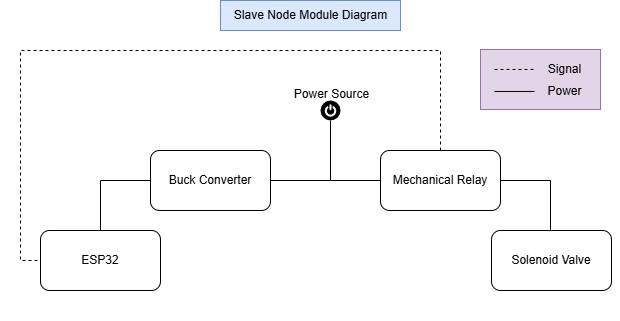 Slave Node Module Diagram
Signal
Power
Power Source
Buck Converter
Mechanical Relay
ESP32
Solenoid Valve